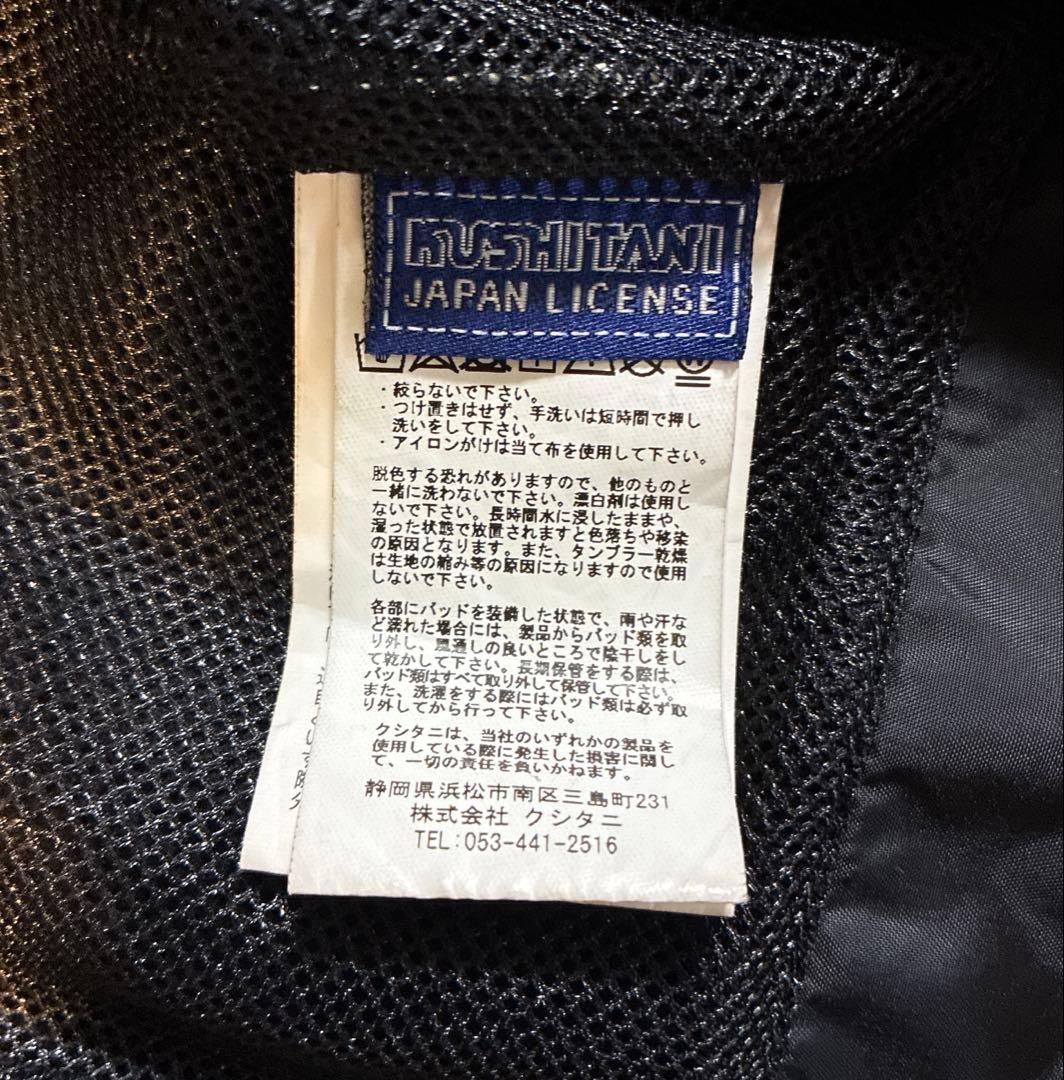 KUSHITANI
JAPAN LICENSE
・絞らないで下さい。
・つけ置きはせず、手洗いは短時間で押し
洗いをして下さい。
・アイロンがけは当て布を使用して下さい。
脱色する恐れがありますので、他のものと
一緒に洗わないで下さい。漂白剤は使用し
ないで下さい。長時間水に浸したままや、
湿った状態で放置されますと色落ちや移染
の原因となります。また、タンブラー乾燥
は生地の縮み等の原因になりますので使用
しないで下さい。
各部にパッドを装備した状態で、雨や汗な
ど濡れた場合には、製品からパッド類を取
り外し、風通しの良いところで陰干しをし
て乾かして下さい。長期保管をする際は、
パッド類はすべて取り外して保管して下さい。
また、洗濯をする際にはパッド類は必ず取
り外してから行って下さい。
クシタニは、当社のいずれかの製品を
使用している際に発生した損害に関し
て、一切の責任を負いかねます。
静岡県浜松市南区三島町231
株式会社 クシタニ
TEL:053-441-2516